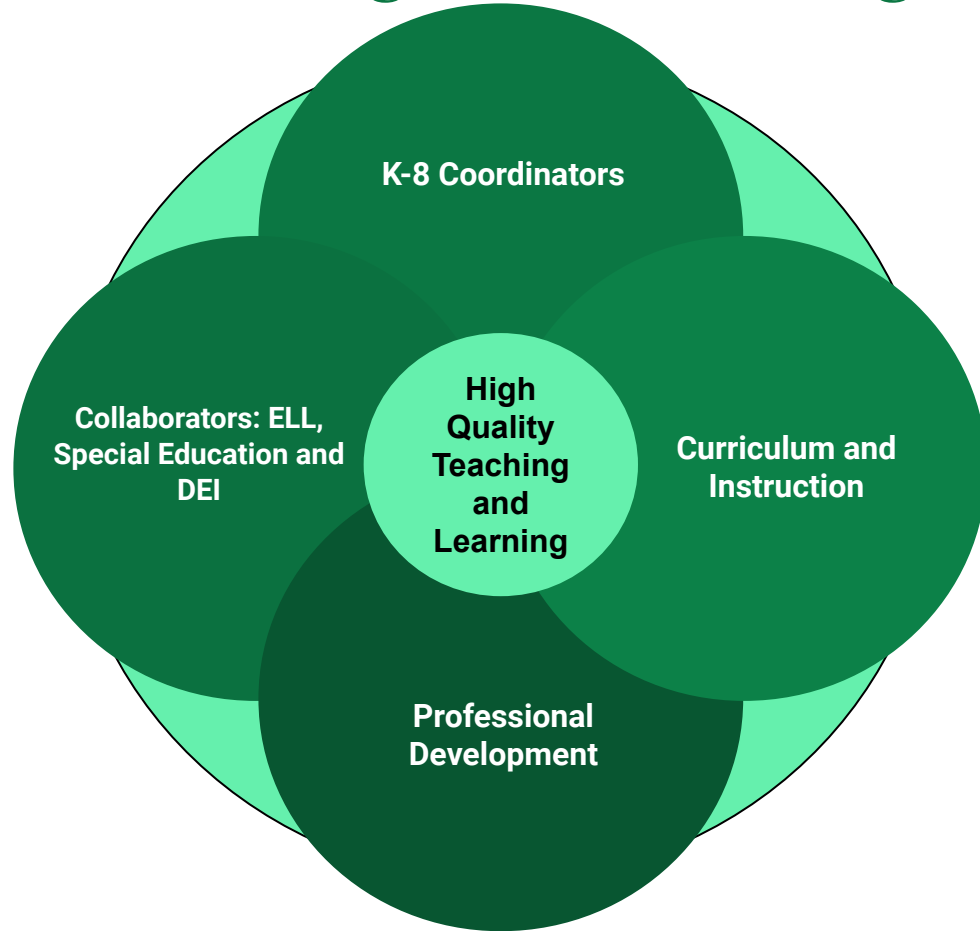 K-8 Coordinators
Collaborators: ELL,
Special Education and
DEI
High
Quality
Teaching
and
Learning
Curriculum and
Instruction
Professional
Development